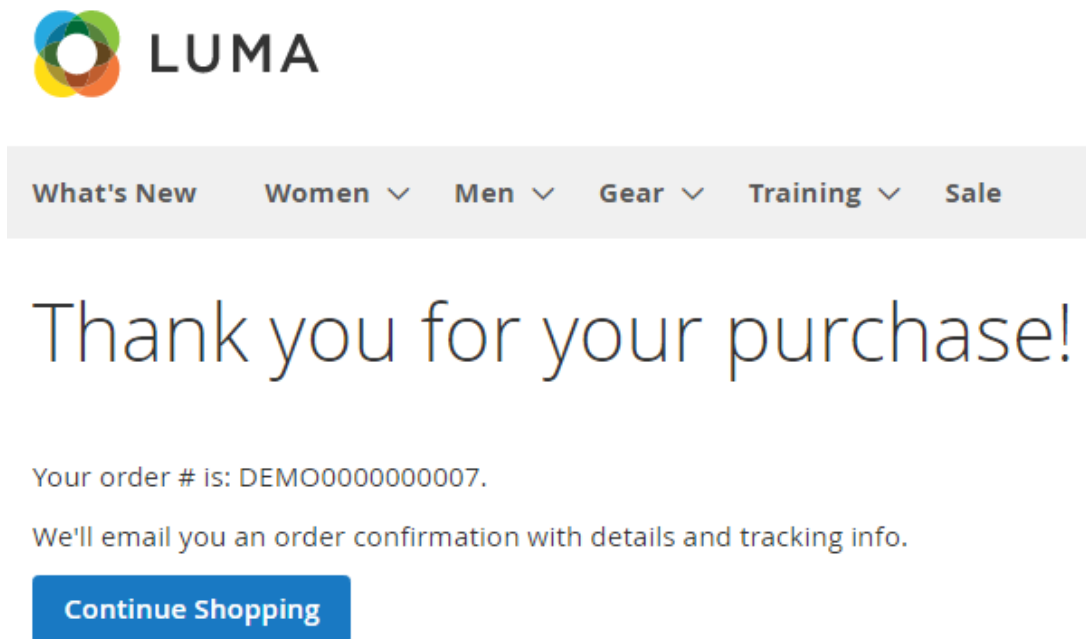 LUMA
What's New Women Men Gear Training Sale
Thank you for your purchase!
Your order # is: DEMO0000000007.
We'll email you an order confirmation with details and tracking info.
Continue Shopping